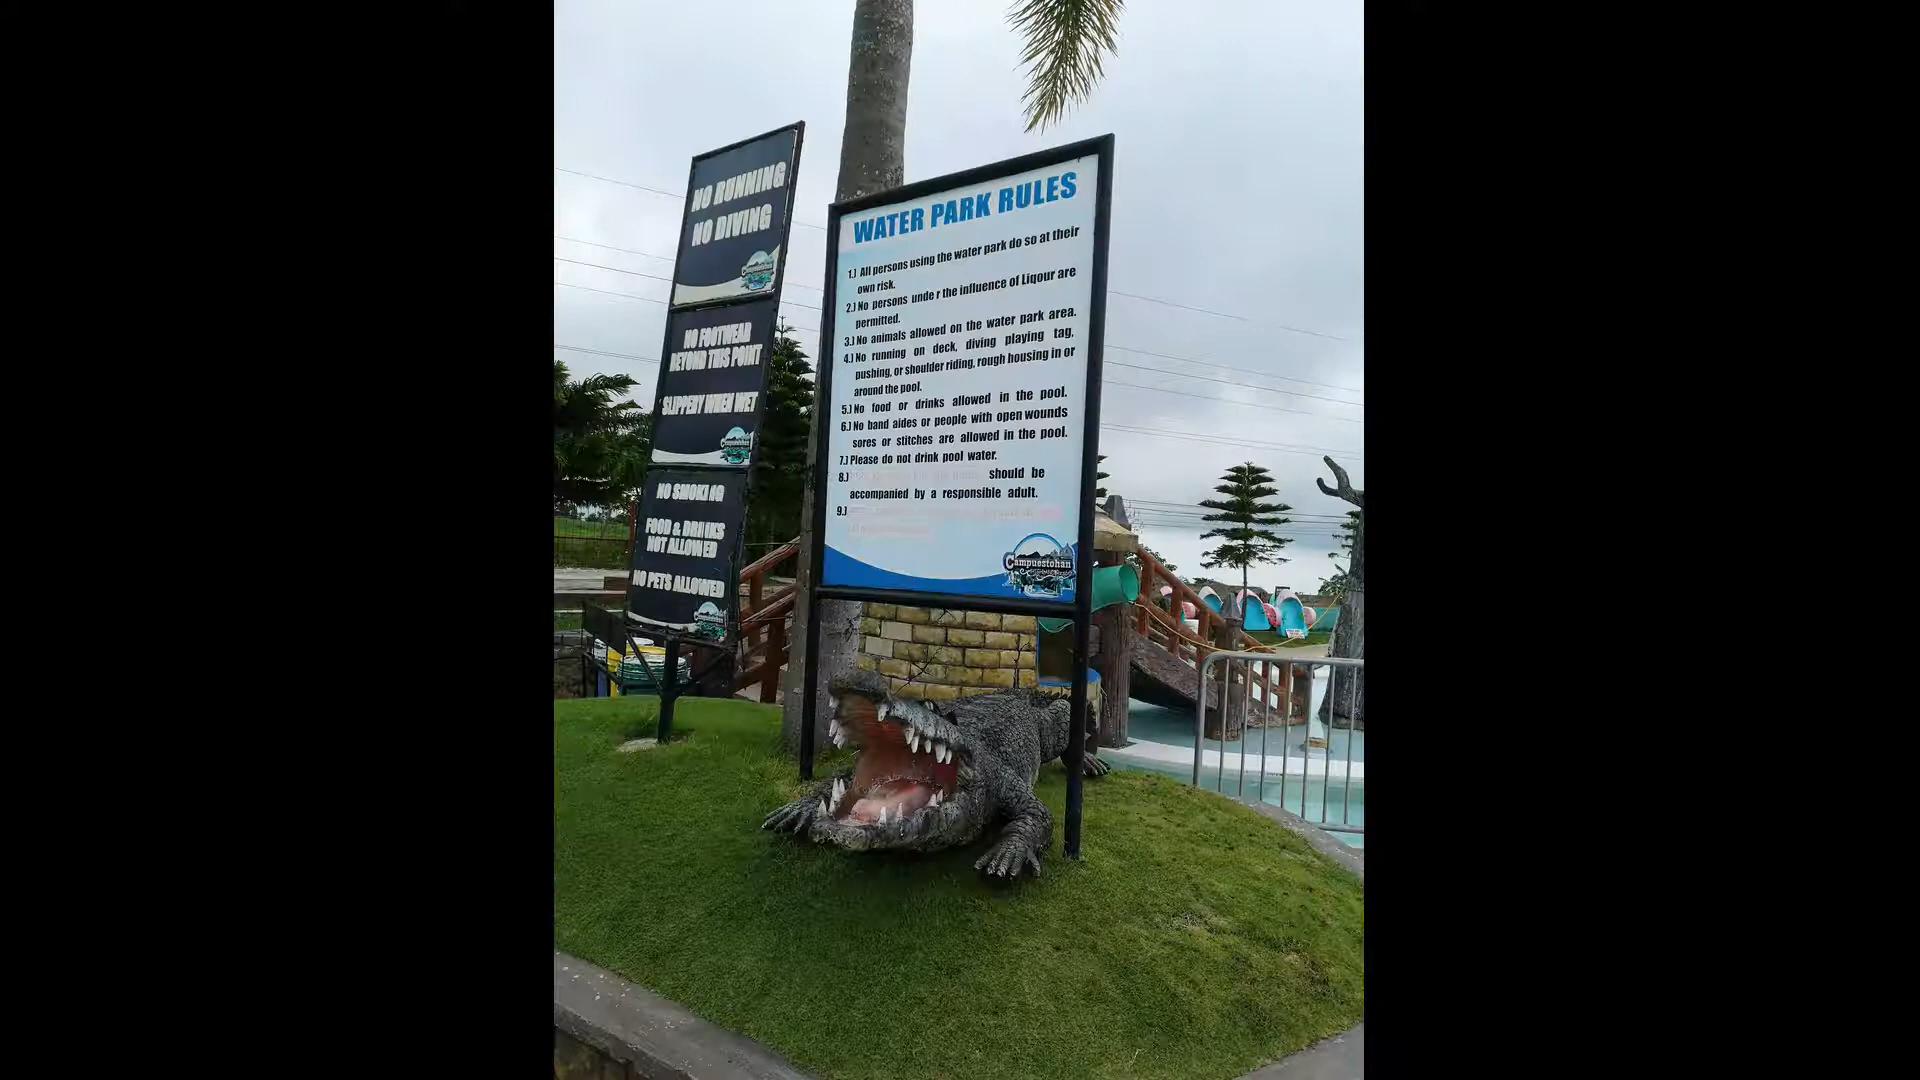 NO RUNNING
NO DIVING
Campuestohan
NO FOOTWEAR
BEYOND THIS POINT
SLIPPERY WHEN WET
Campuestohan
NO SMOKING
FOOD & DRINKS
NOT ALLOWED
NO PETS ALLOWED
WATER PARK RULES
1.) All persons using the water park do so at their
own risk.
2.) No persons unde r the influence of Liqour are
permitted.
3.) No animals allowed on the water park area.
4.) No running on deck, diving playing tag,
pushing, or shoulder riding, rough housing in or
around the pool.
5.) No food or drinks allowed in the pool.
6.) No band aides or people with open wounds
sores or stitches are allowed in the pool.
7.) Please do not drink pool water.
8.) should be
accompanied by a responsible adult.
9.)
Campuestohan